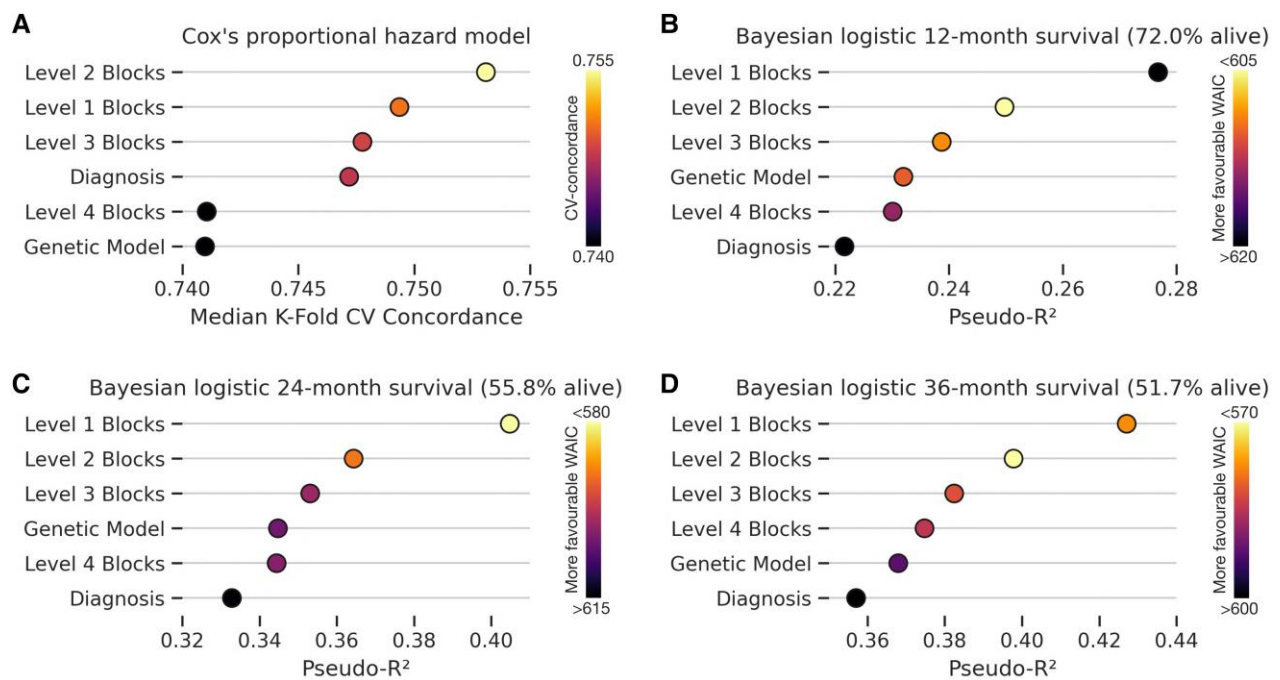 A
Cox's proportional hazard model
Level 2 Blocks
Level 1 Blocks
Level 3 Blocks
Diagnosis
Level 4 Blocks
Genetic Model
0.740 0.745 0.750 0.755
Median K-Fold CV Concordance
0.755
CV-concordance
0.740
B
Bayesian logistic 12-month survival (72.0% alive)
Level 1 Blocks
Level 2 Blocks
Level 3 Blocks
Genetic Model
Level 4 Blocks
Diagnosis
0.22 0.24 0.26 0.28
Pseudo-R²
<605
More favourable WAIC
>620
C
Bayesian logistic 24-month survival (55.8% alive)
Level 1 Blocks
Level 2 Blocks
Level 3 Blocks
Genetic Model
Level 4 Blocks
Diagnosis
0.32 0.34 0.36 0.38 0.40
Pseudo-R²
<580
More favourable WAIC
>615
D
Bayesian logistic 36-month survival (51.7% alive)
Level 1 Blocks
Level 2 Blocks
Level 3 Blocks
Level 4 Blocks
Genetic Model
Diagnosis
0.36 0.38 0.40 0.42 0.44
Pseudo-R²
<570
More favourable WAIC
>600